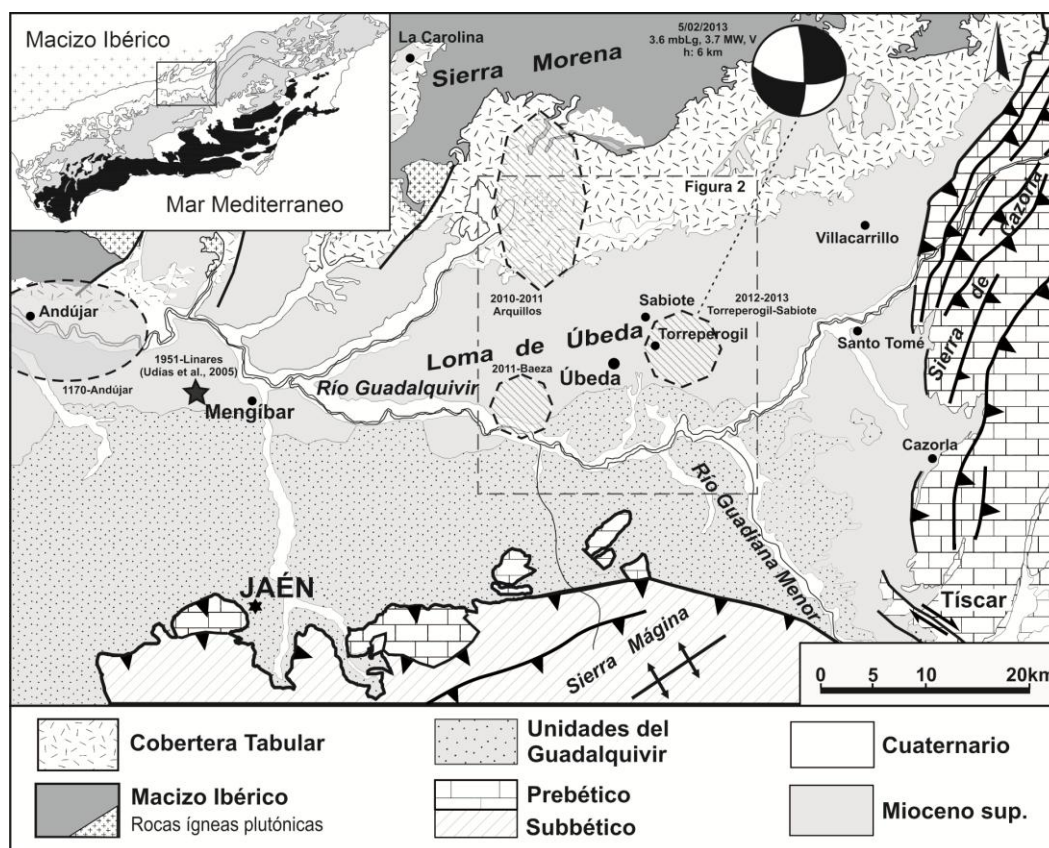 Macizo Ibérico
Mar Mediterraneo
La Carolina
Sierra Morena
5/02/2013
3.6 mbLg, 3.7 MW, V
h: 6 km
Figura 2
Villacarrillo
Sierra de Cazorla
Andújar
1170-Andújar
1951-Linares
(Udías et al., 2005)
Mengíbar
2010-2011
Arquillos
Sabiote
2012-2013
Torreperogil-Sabiote
Torreperogil
Loma de Úbeda
Úbeda
2011-Baeza
Río Guadalquivir
Santo Tomé
Cazorla
Río Guadiana Menor
JAÉN
Tíscar
Sierra Mágina
0 5 10 20km
Cobertera Tabular
Macizo Ibérico
Rocas ígneas plutónicas
Unidades del
Guadalquivir
Prebético
Subbético
Cuaternario
Mioceno sup.